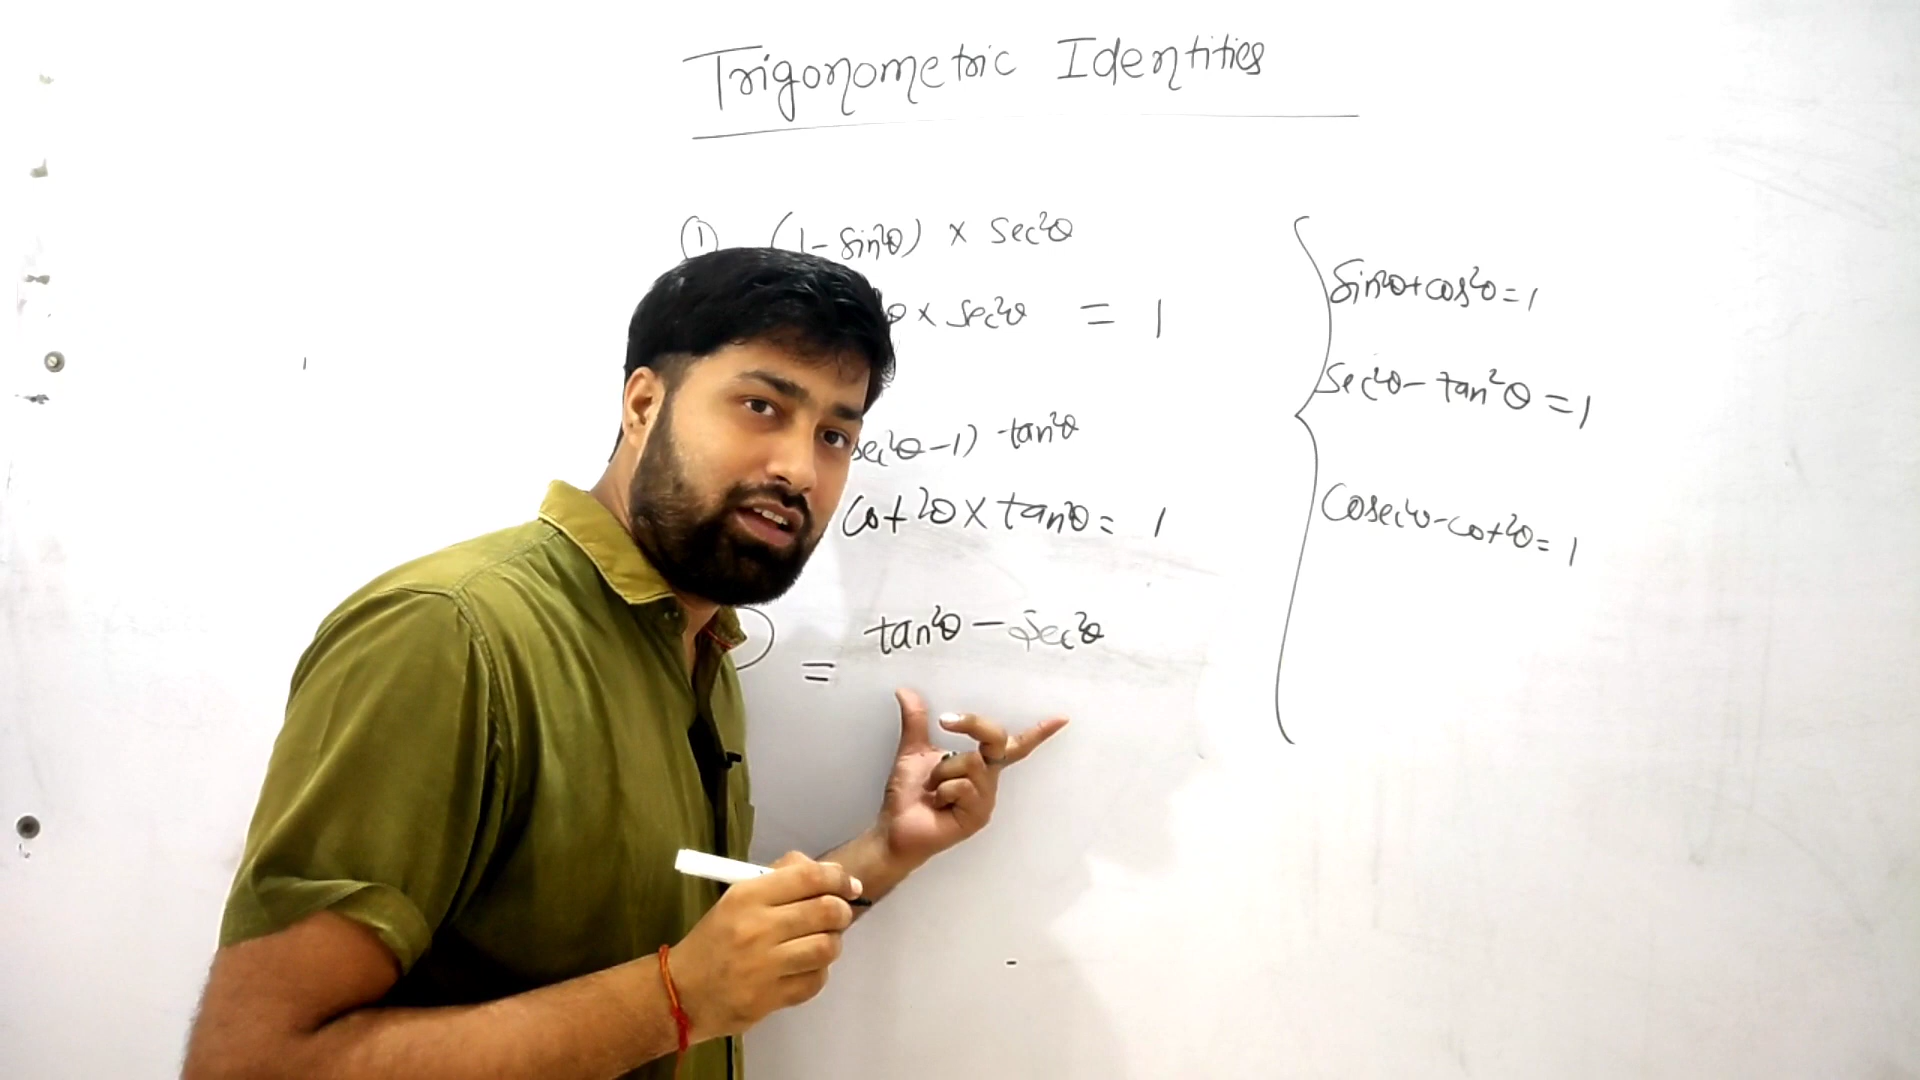 Trigonometric Identities
① (1 - sin²θ) × sec²θ
θ × sec²θ = 1
sec²θ - 1) tan²θ
cot²θ × tan²θ = 1
= tan²θ - sec²θ
sin²θ + cos²θ = 1
sec²θ - tan²θ = 1
cosec²θ - cot²θ = 1